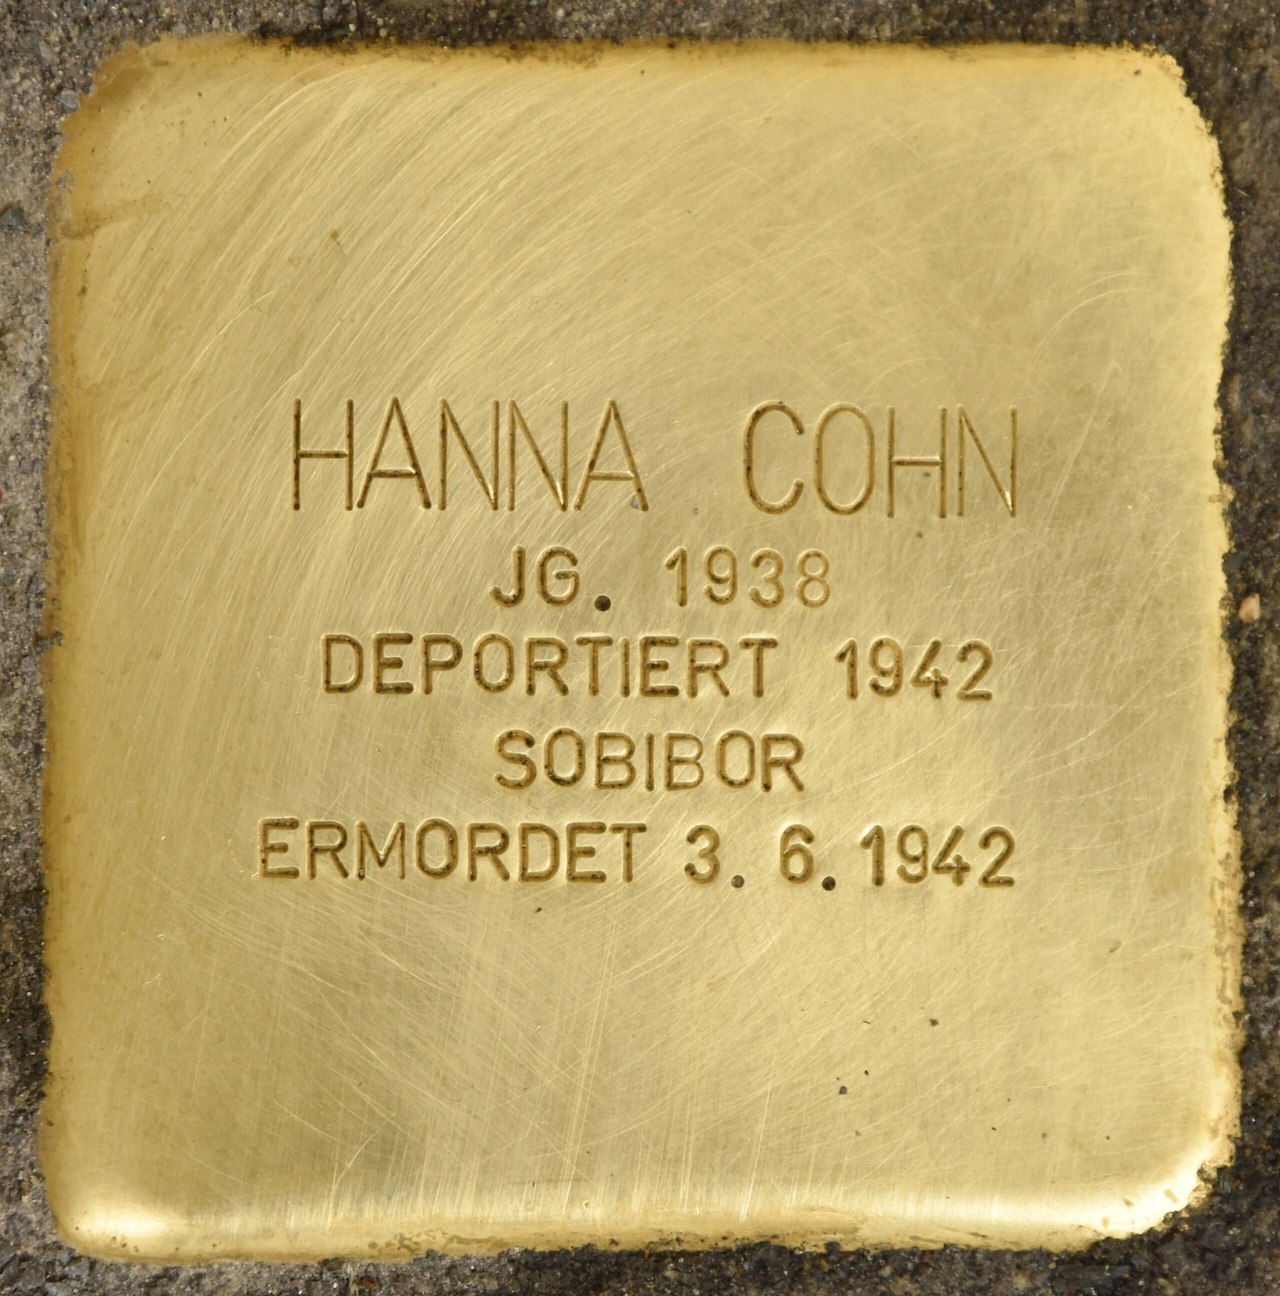 HANNA COHN
JG. 1938
DEPORTIERT 1942
SOBIBOR
ERMORDET 3.6.1942